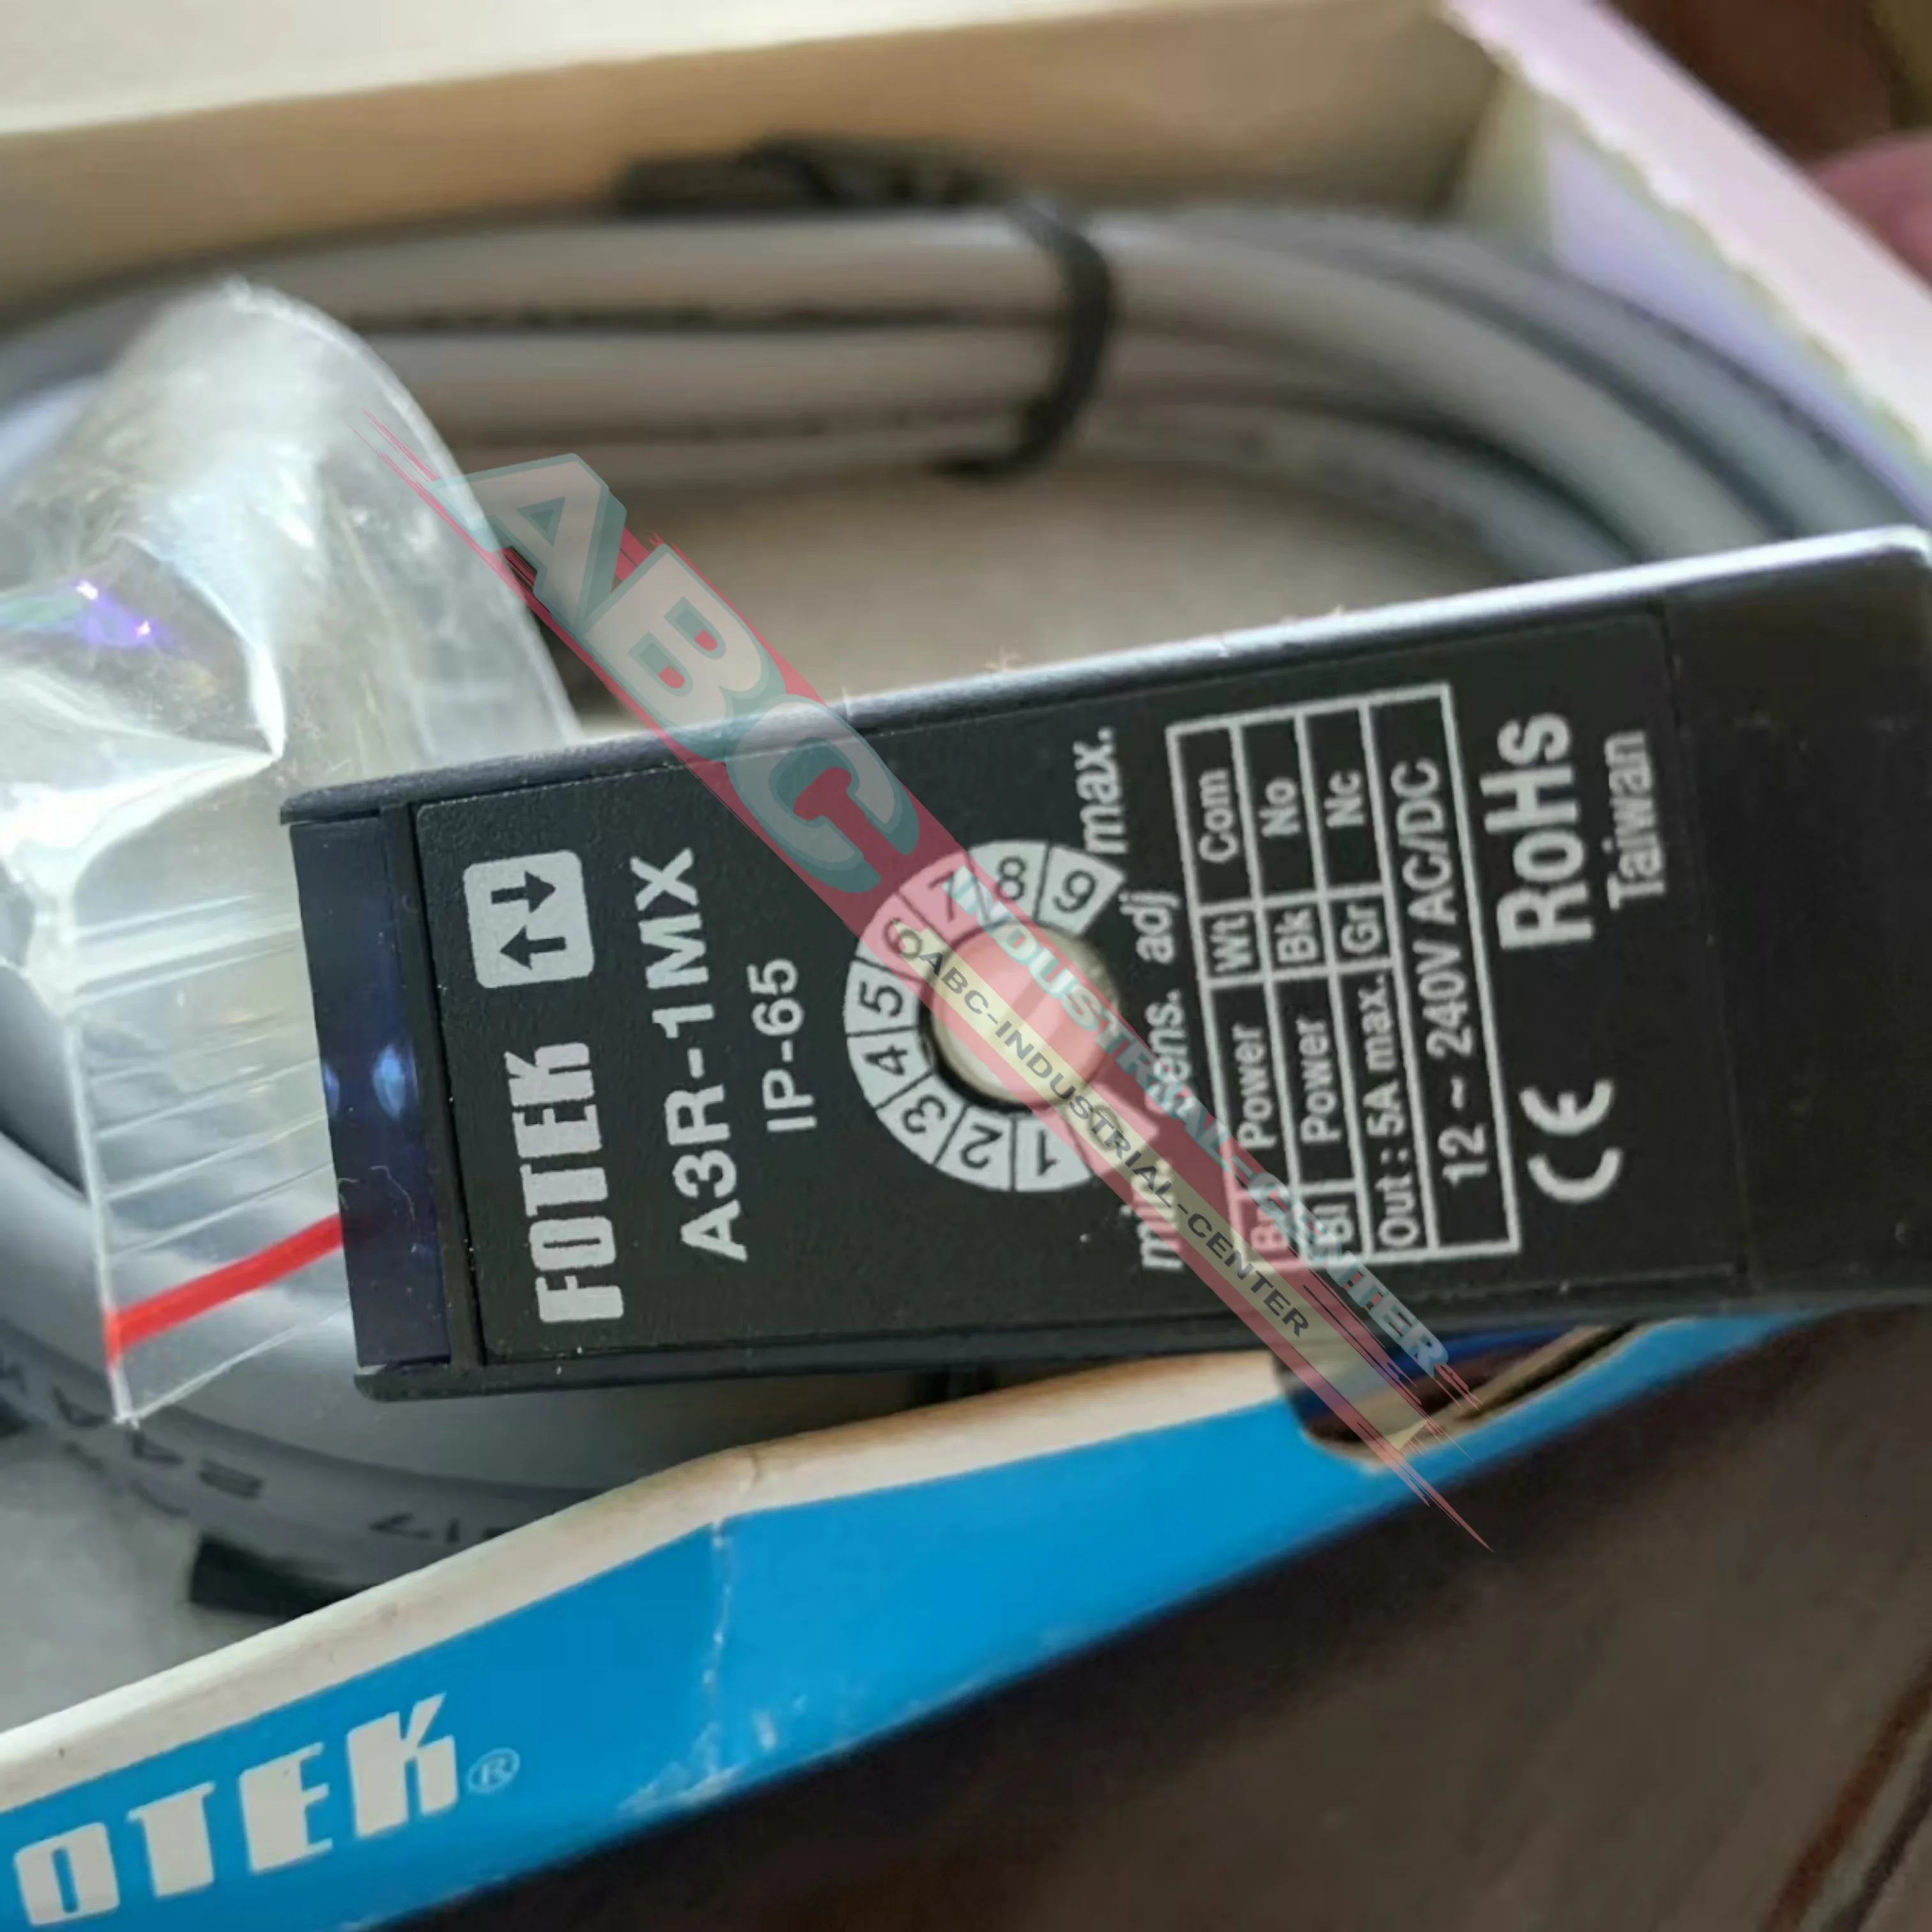 FOTEK
A3R-1MX
IP-65
1 2 3 4 5 6 7 8 9
min. sens. adj max.
Br Power Wt Com
Bl Power Bk No
Out : 5A max. Gr Nc
12 ~ 240V AC/DC
CE RoHs
Taiwan
ABC
INDUSTRIAL-CENTER
ABC-INDUSTRIAL-CENTER
OTEK®